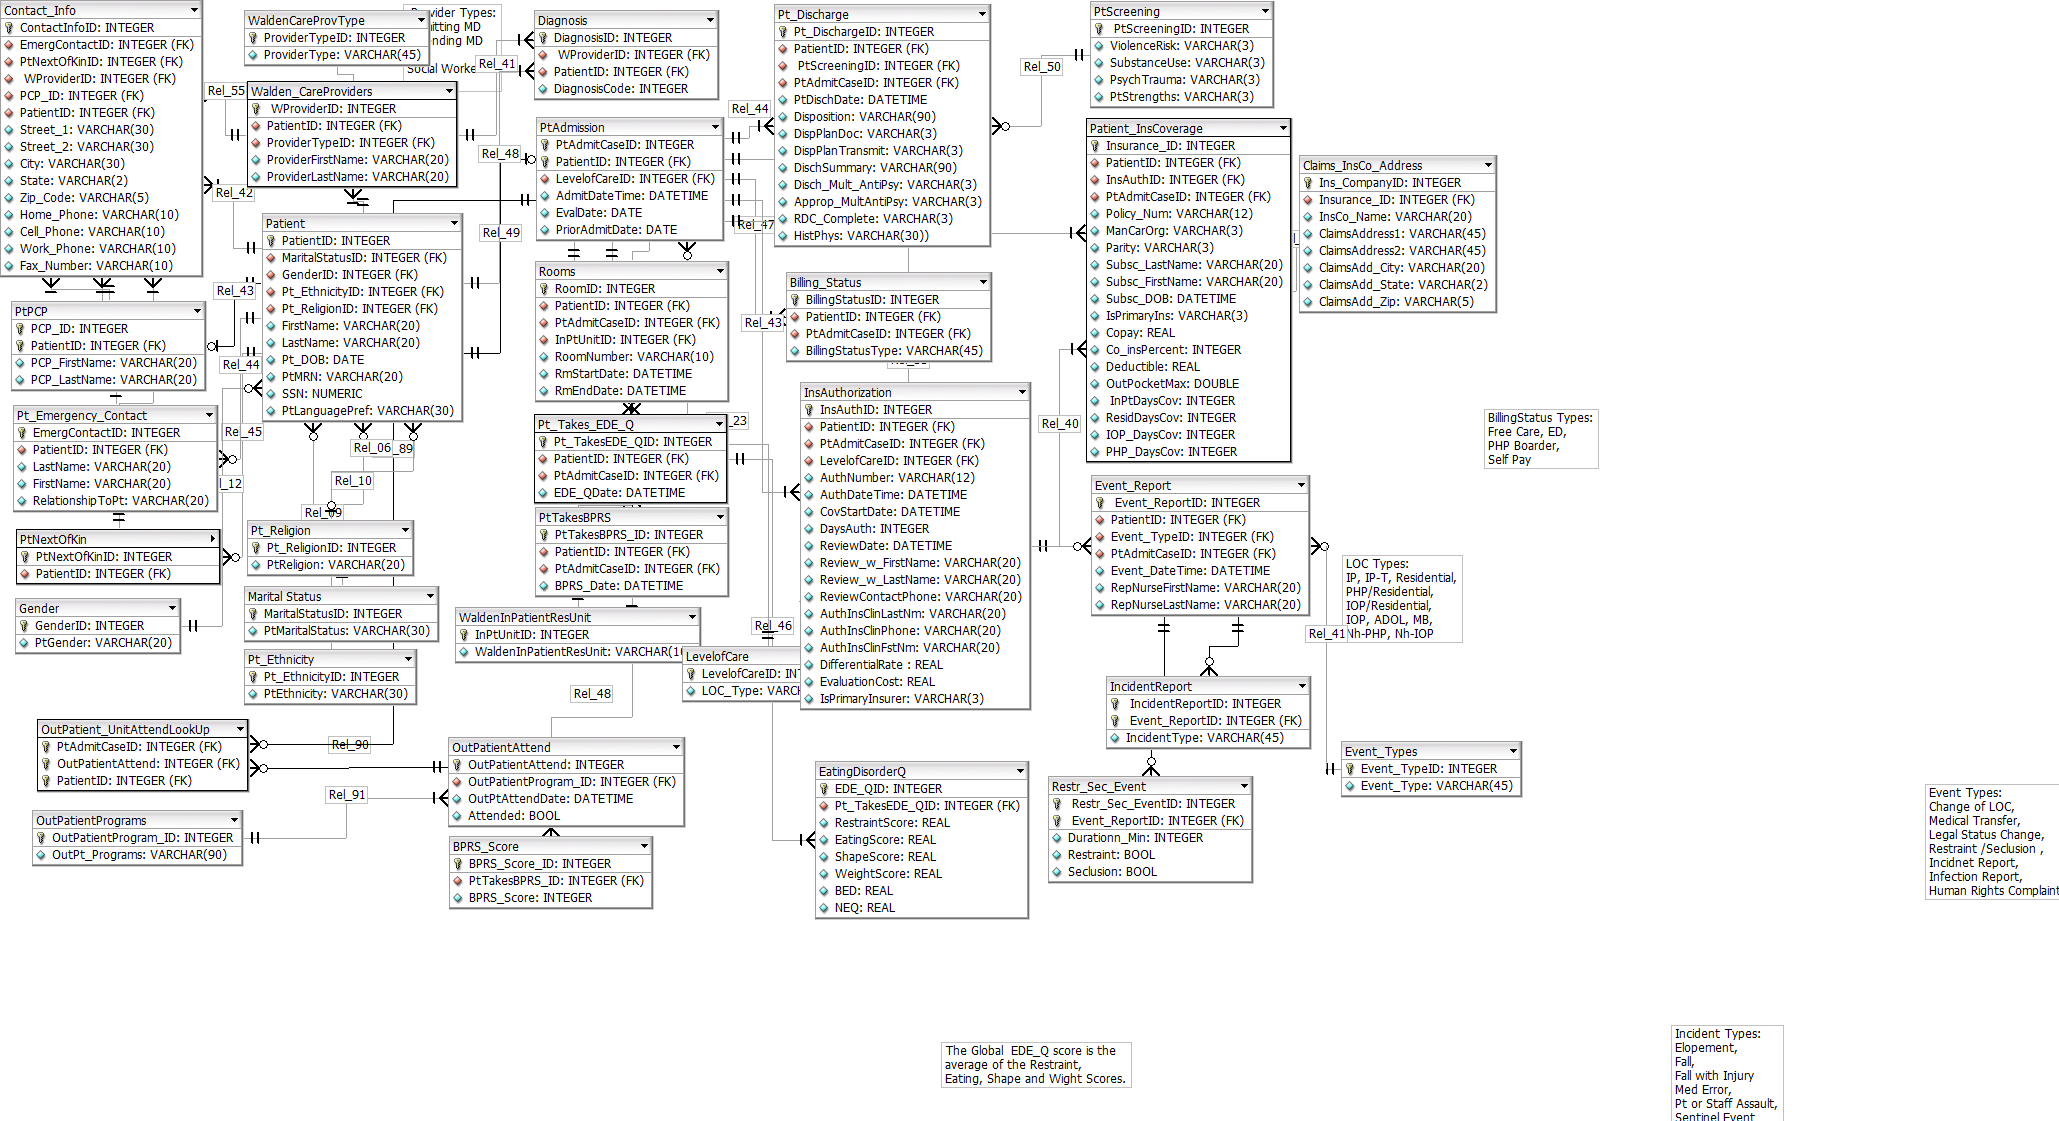 Contact_Info
ContactInfoID: INTEGER
EmergContactID: INTEGER (FK)
PtNextOfKinID: INTEGER (FK)
WProviderID: INTEGER (FK)
PCP_ID: INTEGER (FK)
PatientID: INTEGER (FK)
Street_1: VARCHAR(30)
Street_2: VARCHAR(30)
City: VARCHAR(30)
State: VARCHAR(2)
Zip_Code: VARCHAR(5)
Home_Phone: VARCHAR(10)
Cell_Phone: VARCHAR(10)
Work_Phone: VARCHAR(10)
Fax_Number: VARCHAR(10)
PtPCP
PCP_ID: INTEGER
PatientID: INTEGER (FK)
PCP_FirstName: VARCHAR(20)
PCP_LastName: VARCHAR(20)
Pt_Emergency_Contact
EmergContactID: INTEGER
PatientID: INTEGER (FK)
LastName: VARCHAR(20)
FirstName: VARCHAR(20)
RelationshipToPt: VARCHAR(20)
PtNextOfKin
PtNextOfKinID: INTEGER
PatientID: INTEGER (FK)
Gender
GenderID: INTEGER
PtGender: VARCHAR(20)
OutPatient_UnitAttendLookUp
PtAdmitCaseID: INTEGER (FK)
OutPatientAttend: INTEGER (FK)
PatientID: INTEGER (FK)
OutPatientPrograms
OutPatientProgram_ID: INTEGER
OutPt_Programs: VARCHAR(90)
WaldenCareProvType
ProviderTypeID: INTEGER
ProviderType: VARCHAR(45)
Provider Types:
Social Worke
Rel_55
Walden_CareProviders
WProviderID: INTEGER
PatientID: INTEGER (FK)
ProviderTypeID: INTEGER (FK)
ProviderFirstName: VARCHAR(20)
ProviderLastName: VARCHAR(20)
Rel_42
Patient
PatientID: INTEGER
MaritalStatusID: INTEGER (FK)
GenderID: INTEGER (FK)
Pt_EthnicityID: INTEGER (FK)
Pt_ReligionID: INTEGER (FK)
FirstName: VARCHAR(20)
LastName: VARCHAR(20)
Pt_DOB: DATE
PtMRN: VARCHAR(20)
SSN: NUMERIC
PtLanguagePref: VARCHAR(30)
Rel_43
Rel_44
Rel_45
l_12
Rel_06
_89
Rel_10
Rel_09
Pt_Religion
Pt_ReligionID: INTEGER
PtReligion: VARCHAR(20)
Marital Status
MaritalStatusID: INTEGER
PtMaritalStatus: VARCHAR(30)
Pt_Ethnicity
Pt_EthnicityID: INTEGER
PtEthnicity: VARCHAR(30)
Rel_90
Rel_91
Rel_41
Rel_48
Rel_49
Diagnosis
DiagnosisID: INTEGER
WProviderID: INTEGER (FK)
PatientID: INTEGER (FK)
DiagnosisCode: INTEGER
PtAdmission
PtAdmitCaseID: INTEGER
PatientID: INTEGER (FK)
LevelofCareID: INTEGER (FK)
AdmitDateTime: DATETIME
EvalDate: DATE
PriorAdmitDate: DATE
Rooms
RoomID: INTEGER
PatientID: INTEGER (FK)
PtAdmitCaseID: INTEGER (FK)
InPtUnitID: INTEGER (FK)
RoomNumber: VARCHAR(10)
RmStartDate: DATETIME
RmEndDate: DATETIME
Pt_Takes_EDE_Q
Pt_TakesEDE_QID: INTEGER
PatientID: INTEGER (FK)
PtAdmitCaseID: INTEGER (FK)
EDE_QDate: DATETIME
PtTakesBPRS
PtTakesBPRS_ID: INTEGER
PatientID: INTEGER (FK)
PtAdmitCaseID: INTEGER (FK)
BPRS_Date: DATETIME
WaldenInPatientResUnit
InPtUnitID: INTEGER
WaldenInPatientResUnit: VARCHAR(1
Rel_48
OutPatientAttend
OutPatientAttend: INTEGER
OutPatientProgram_ID: INTEGER (FK)
OutPtAttendDate: DATETIME
Attended: BOOL
BPRS_Score
BPRS_Score_ID: INTEGER
PtTakesBPRS_ID: INTEGER (FK)
BPRS_Score: INTEGER
Rel_44
Rel_47
Rel_43
_23
Rel_46
LevelofCare
LevelofCareID: INT
LOC_Type: VARCH
Pt_Discharge
Pt_DischargeID: INTEGER
PatientID: INTEGER (FK)
PtScreeningID: INTEGER (FK)
PtAdmitCaseID: INTEGER (FK)
PtDischDate: DATETIME
Disposition: VARCHAR(90)
DispPlanDoc: VARCHAR(3)
DispPlanTransmit: VARCHAR(3)
DischSummary: VARCHAR(90)
Disch_Mult_AntiPsy: VARCHAR(3)
Approp_MultAntiPsy: VARCHAR(3)
RDC_Complete: VARCHAR(3)
HistPhys: VARCHAR(30))
Billing_Status
BillingStatusID: INTEGER
PatientID: INTEGER (FK)
PtAdmitCaseID: INTEGER (FK)
BillingStatusType: VARCHAR(45)
InsAuthorization
InsAuthID: INTEGER
PatientID: INTEGER (FK)
PtAdmitCaseID: INTEGER (FK)
LevelofCareID: INTEGER (FK)
AuthNumber: VARCHAR(12)
AuthDateTime: DATETIME
CovStartDate: DATETIME
DaysAuth: INTEGER
ReviewDate: DATETIME
Review_w_FirstName: VARCHAR(20)
Review_w_LastName: VARCHAR(20)
ReviewContactPhone: VARCHAR(20)
AuthInsClinLastNm: VARCHAR(20)
AuthInsClinPhone: VARCHAR(20)
AuthInsClinFstNm: VARCHAR(20)
DifferentialRate : REAL
EvaluationCost: REAL
IsPrimaryInsurer: VARCHAR(3)
EatingDisorderQ
EDE_QID: INTEGER
Pt_TakesEDE_QID: INTEGER (FK)
RestraintScore: REAL
EatingScore: REAL
ShapeScore: REAL
WeightScore: REAL
BED: REAL
NEQ: REAL
The Global EDE_Q score is the
average of the Restraint,
Eating, Shape and Wight Scores.
Rel_50
Rel_40
PtScreening
PtScreeningID: INTEGER
ViolenceRisk: VARCHAR(3)
SubstanceUse: VARCHAR(3)
PsychTrauma: VARCHAR(3)
PtStrengths: VARCHAR(3)
Patient_InsCoverage
Insurance_ID: INTEGER
PatientID: INTEGER (FK)
InsAuthID: INTEGER (FK)
PtAdmitCaseID: INTEGER (FK)
Policy_Num: VARCHAR(12)
ManCarOrg: VARCHAR(3)
Parity: VARCHAR(3)
Subsc_LastName: VARCHAR(20)
Subsc_FirstName: VARCHAR(20)
Subsc_DOB: DATETIME
IsPrimaryIns: VARCHAR(3)
Copay: REAL
Co_insPercent: INTEGER
Deductible: REAL
OutPocketMax: DOUBLE
InPtDaysCov: INTEGER
ResidDaysCov: INTEGER
IOP_DaysCov: INTEGER
PHP_DaysCov: INTEGER
Claims_InsCo_Address
Ins_CompanyID: INTEGER
Insurance_ID: INTEGER (FK)
InsCo_Name: VARCHAR(20)
ClaimsAddress1: VARCHAR(45)
ClaimsAddress2: VARCHAR(45)
ClaimsAdd_City: VARCHAR(20)
ClaimsAdd_State: VARCHAR(2)
ClaimsAdd_Zip: VARCHAR(5)
BillingStatus Types:
Free Care, ED,
PHP Boarder,
Self Pay
Event_Report
Event_ReportID: INTEGER
PatientID: INTEGER (FK)
Event_TypeID: INTEGER (FK)
PtAdmitCaseID: INTEGER (FK)
Event_DateTime: DATETIME
RepNurseFirstName: VARCHAR(20)
RepNurseLastName: VARCHAR(20)
LOC Types:
IP, IP-T, Residential,
PHP/Residential,
IOP/Residential,
IOP, ADOL, MB,
Nh-PHP, Nh-IOP
Rel_41
IncidentReport
IncidentReportID: INTEGER
Event_ReportID: INTEGER (FK)
IncidentType: VARCHAR(45)
Restr_Sec_Event
Restr_Sec_EventID: INTEGER
Event_ReportID: INTEGER (FK)
Durationn_Min: INTEGER
Restraint: BOOL
Seclusion: BOOL
Event_Types
Event_TypeID: INTEGER
Event_Type: VARCHAR(45)
Event Types:
Change of LOC,
Medical Transfer,
Legal Status Change,
Restraint /Seclusion ,
Incidnet Report,
Infection Report,
Human Rights Complaint
Incident Types:
Elopement,
Fall,
Fall with Injury
Med Error,
Pt or Staff Assault,
Sentinel Event